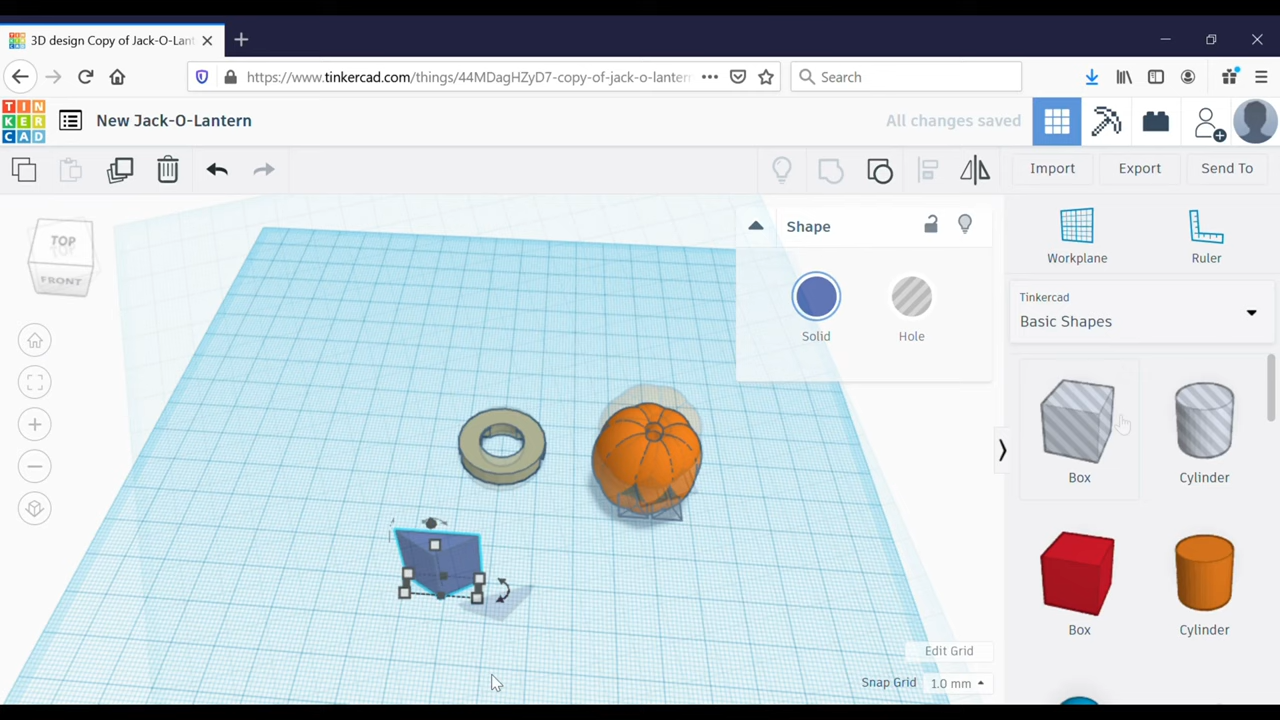 3D design Copy of Jack-O-Lant
https://www.tinkercad.com/things/44MDagHZyD7-copy-of-jack-o-lantern
Search
TIN
KER
CAD
New Jack-O-Lantern
All changes saved
Import
Export
Send To
TOP
FRONT
Shape
Solid
Hole
Workplane
Ruler
Tinkercad
Basic Shapes
Box
Cylinder
Box
Cylinder
Edit Grid
Snap Grid
1.0 mm